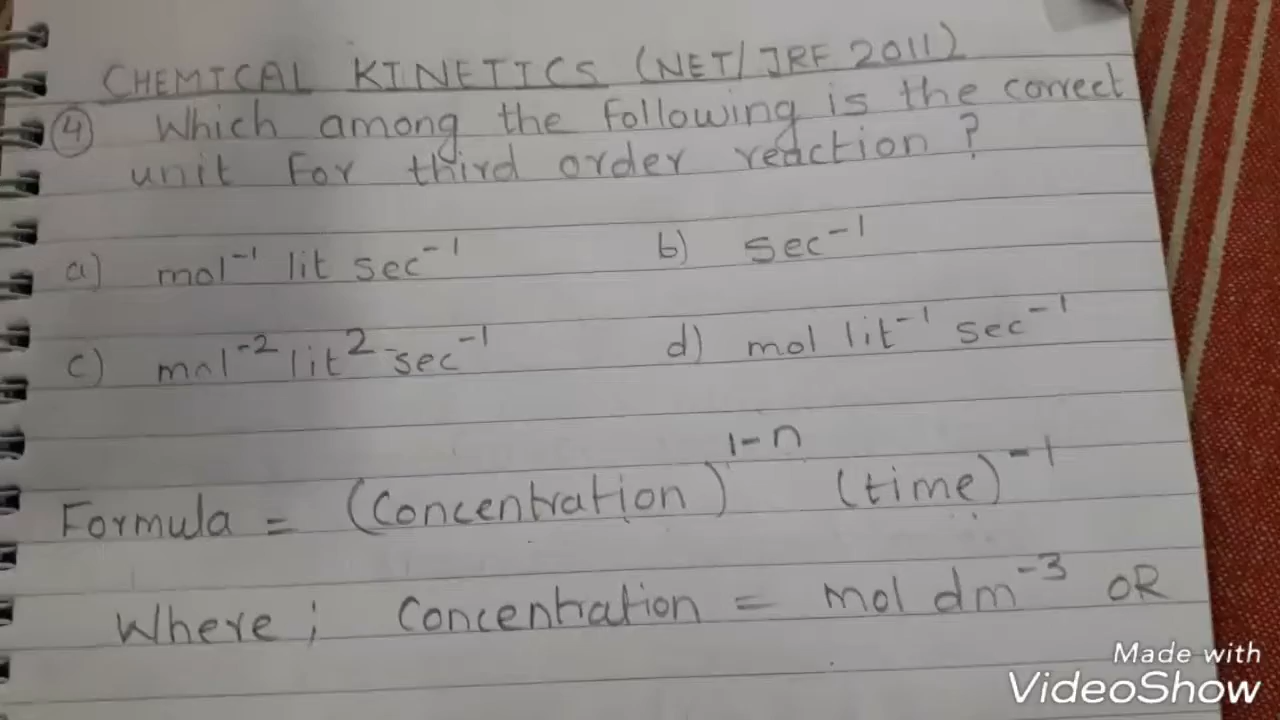 CHEMICAL KINETICS (NET/JRF 2011)
④ Which among the following is the correct
unit for third order reaction?
a) mol⁻¹ lit sec⁻¹ b) sec⁻¹
c) mol⁻² lit² sec⁻¹ d) mol lit⁻¹ sec⁻¹
Formula = (Concentration)¹⁻ⁿ (time)⁻¹
Where; Concentration = mol dm⁻³ OR
Made with
VideoShow